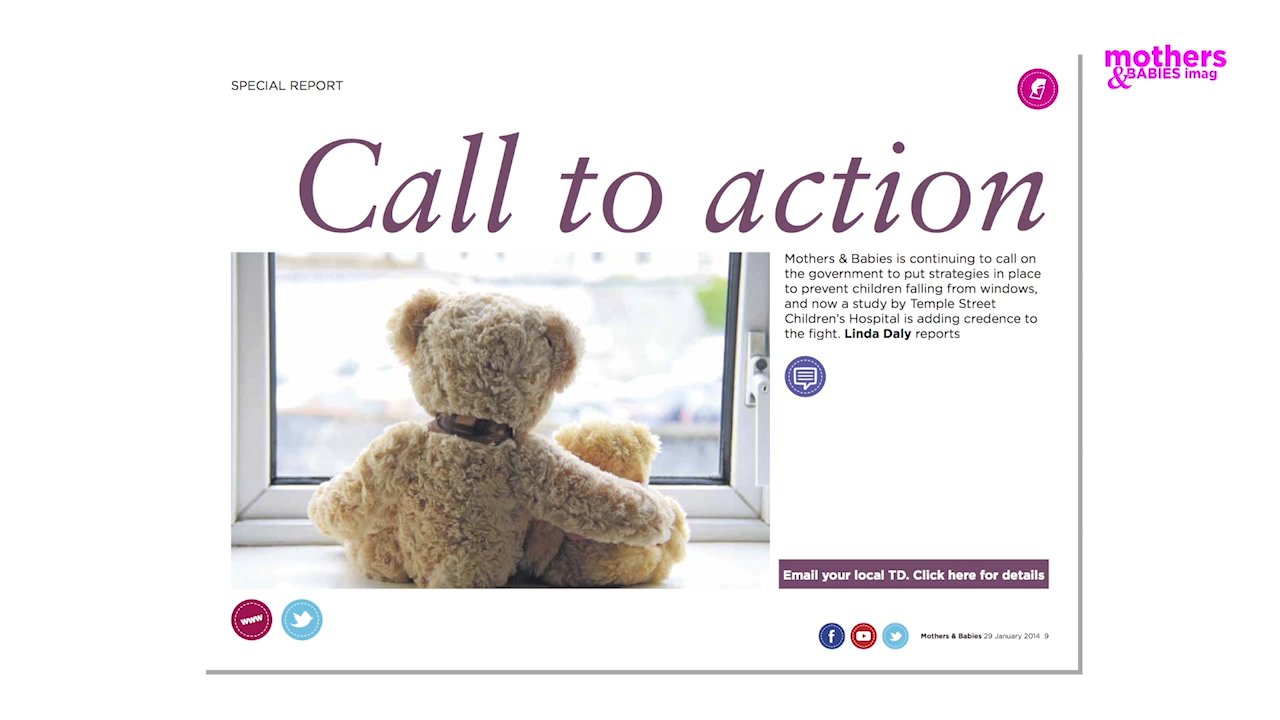 mothers
&BABIES imag
SPECIAL REPORT
Call to action
Mothers & Babies is continuing to call on
the government to put strategies in place
to prevent children falling from windows,
and now a study by Temple Street
Children's Hospital is adding credence to
the fight. Linda Daly reports
Email your local TD. Click here for details
www
f
Mothers & Babies 29 January 2014 9